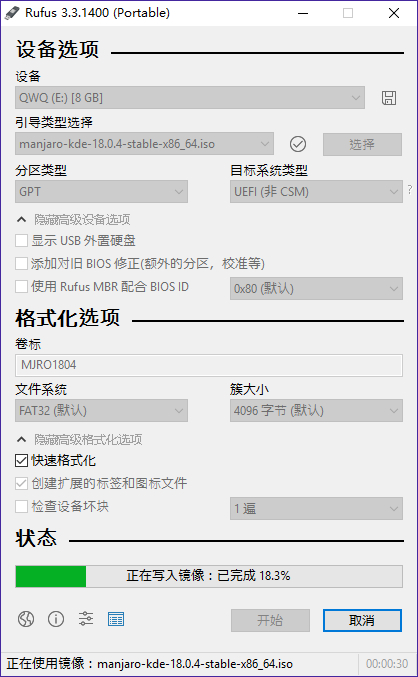 Rufus 3.3.1400 (Portable)
设备选项
设备
QWQ (E:) [8 GB]
引导类型选择
manjaro-kde-18.0.4-stable-x86_64.iso
选择
分区类型
目标系统类型
GPT
UEFI (非 CSM)
?
隐藏高级设备选项
显示 USB 外置硬盘
添加对旧 BIOS 修正(额外的分区，校准等)
使用 Rufus MBR 配合 BIOS ID
0x80 (默认)
格式化选项
卷标
MJRO1804
文件系统
簇大小
FAT32 (默认)
4096 字节 (默认)
隐藏高级格式化选项
快速格式化
创建扩展的标签和图标文件
检查设备坏块
1 遍
状态
正在写入镜像：已完成 18.3%
开始
取消
正在使用镜像：manjaro-kde-18.0.4-stable-x86_64.iso
00:00:30